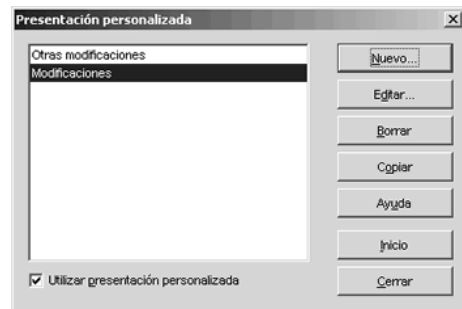 Presentación personalizada
Otras modificaciones
Modificaciones
Nuevo...
Editar...
Borrar
Copiar
Ayuda
Inicio
Utilizar presentación personalizada
Cerrar